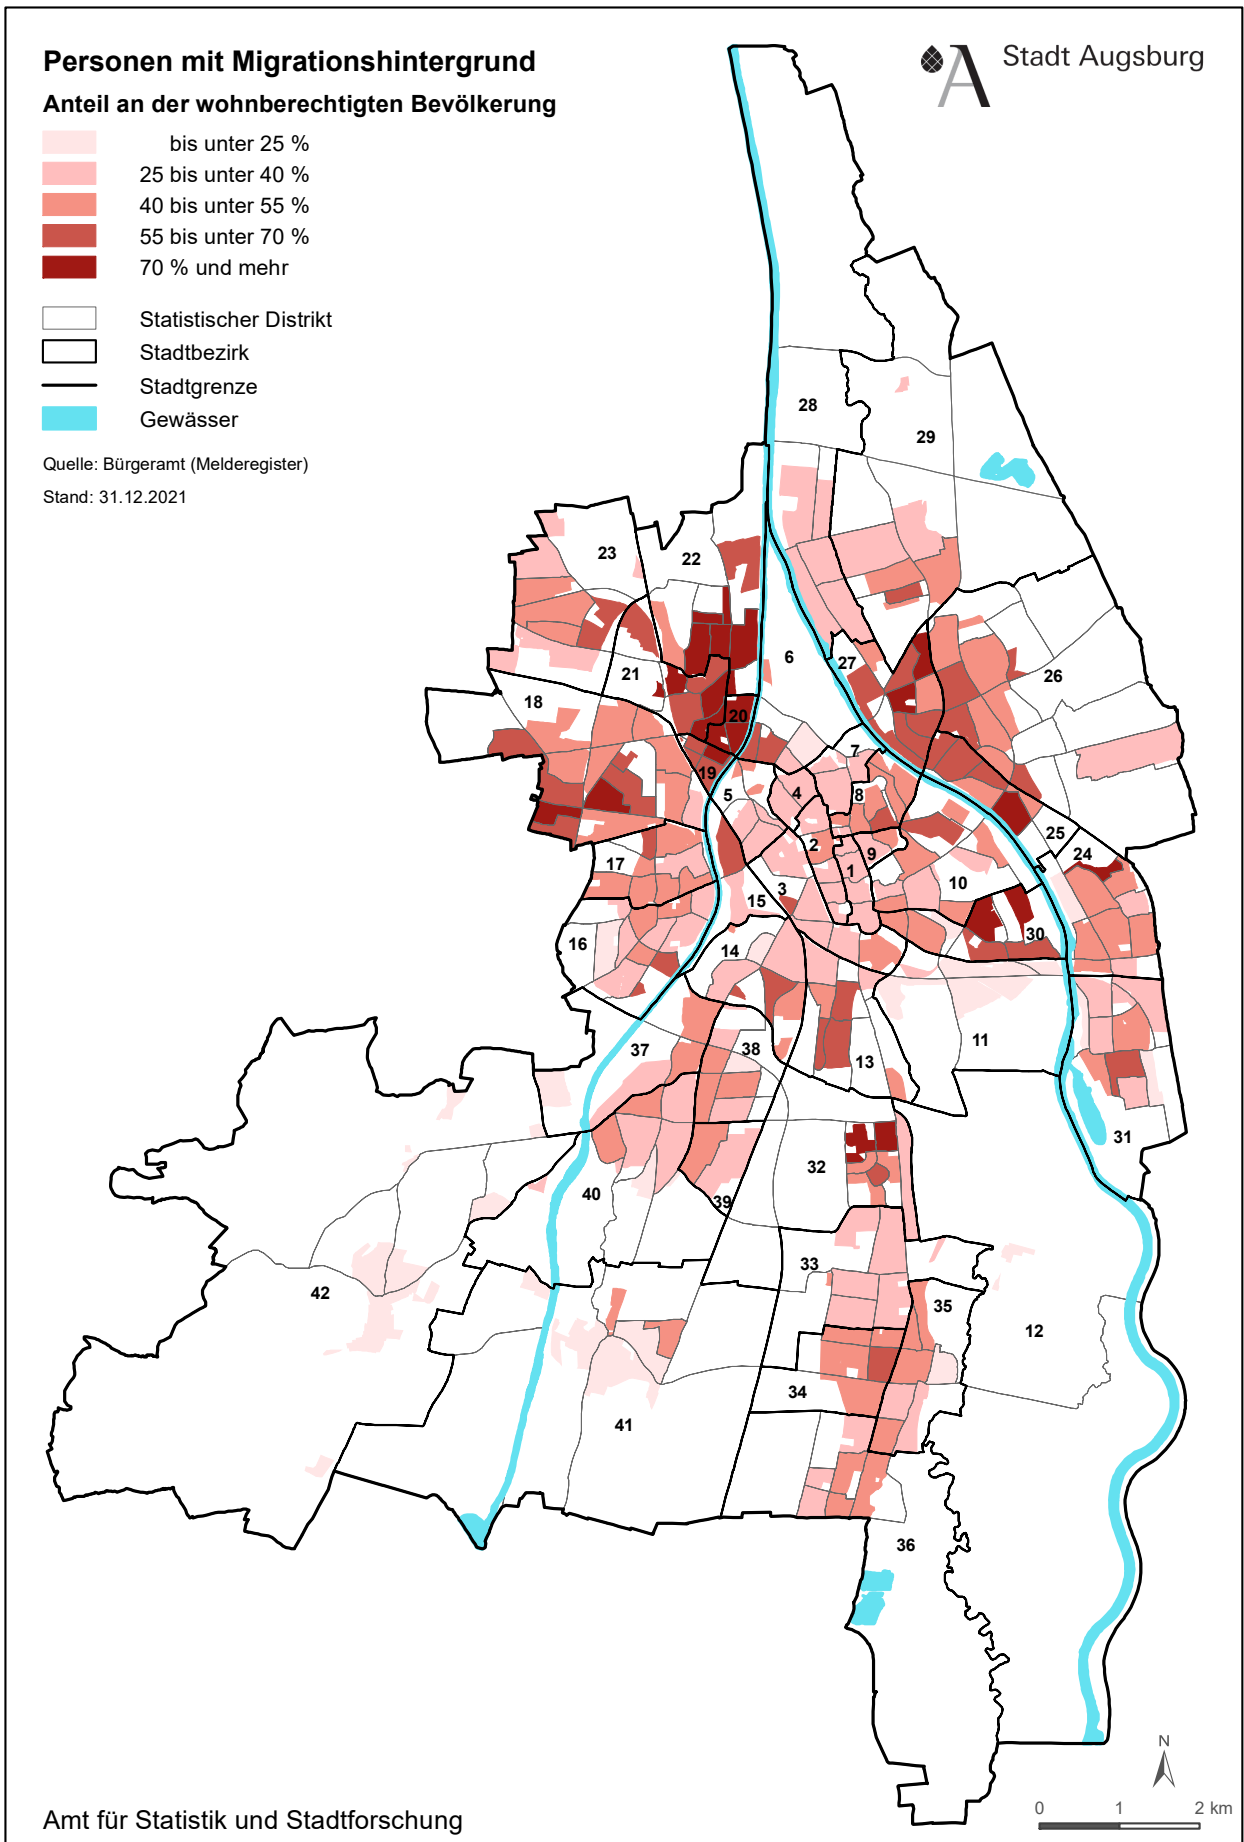 Personen mit Migrationshintergrund
Anteil an der wohnberechtigten Bevölkerung
bis unter 25 %
25 bis unter 40 %
40 bis unter 55 %
55 bis unter 70 %
70 % und mehr
Statistischer Distrikt
Stadtbezirk
Stadtgrenze
Gewässer
Quelle: Bürgeramt (Melderegister)
Stand: 31.12.2021
A Stadt Augsburg
28
29
23
22
6
27
21
26
18
20
7
19
5
4
8
25
2
9
24
17
1
10
3
15
30
16
14
11
37
38
13
31
32
40
39
33
42
35
12
34
41
36
N
0 1 2 km
Amt für Statistik und Stadtforschung